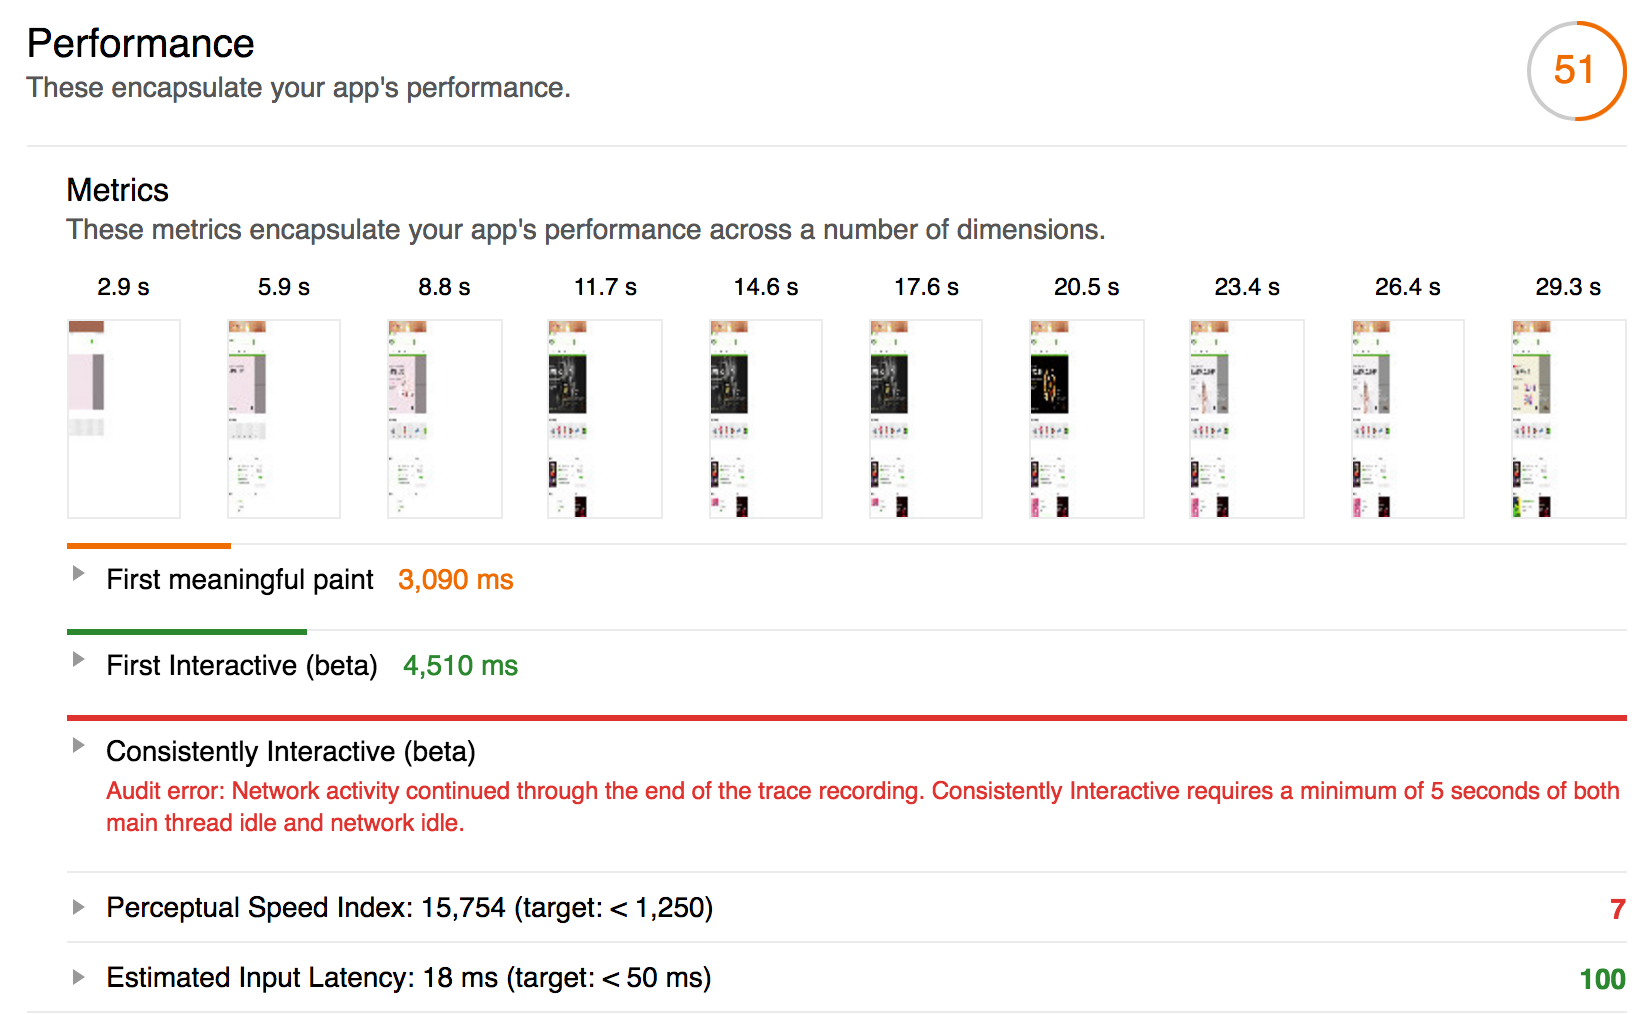 Performance
These encapsulate your app's performance.
51
Metrics
These metrics encapsulate your app's performance across a number of dimensions.
2.9 s 5.9 s 8.8 s 11.7 s 14.6 s 17.6 s 20.5 s 23.4 s 26.4 s 29.3 s
First meaningful paint 3,090 ms
First Interactive (beta) 4,510 ms
Consistently Interactive (beta)
Audit error: Network activity continued through the end of the trace recording. Consistently Interactive requires a minimum of 5 seconds of both
main thread idle and network idle.
Perceptual Speed Index: 15,754 (target: < 1,250) 7
Estimated Input Latency: 18 ms (target: < 50 ms) 100